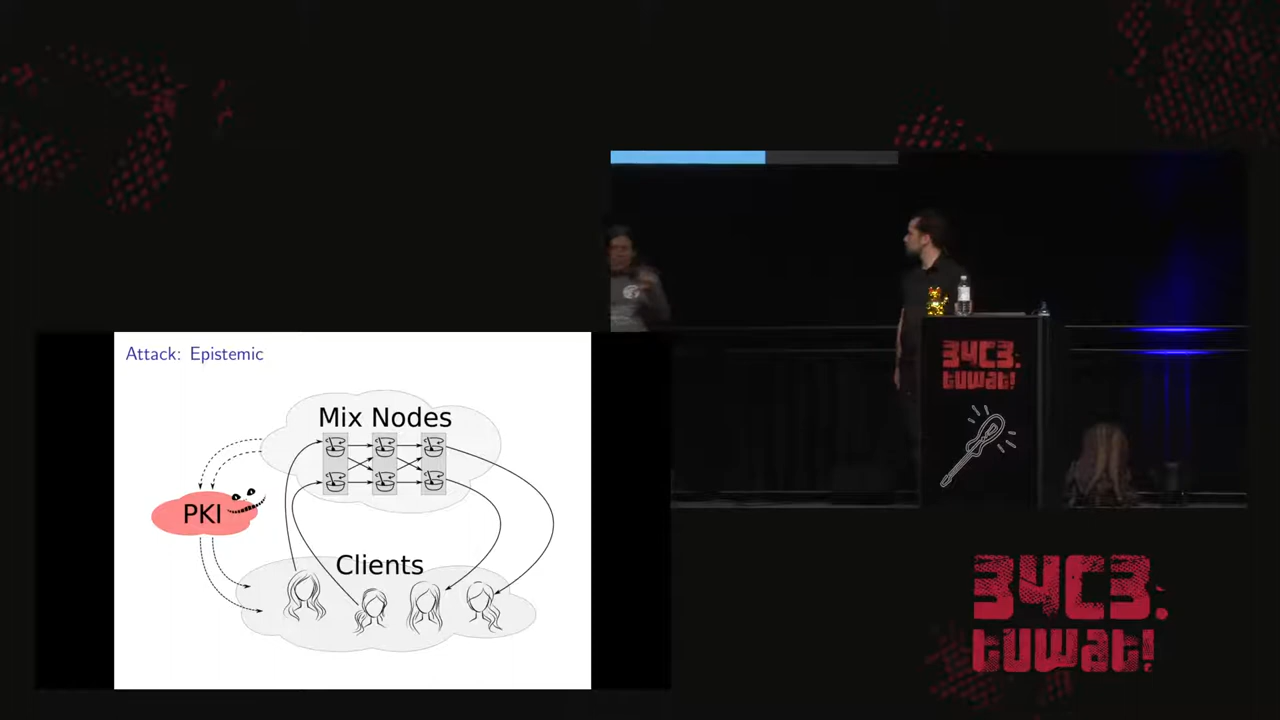 Attack: Epistemic
Mix Nodes
PKI
Clients
34C3.
tuwat!
34C3.
tuwat!